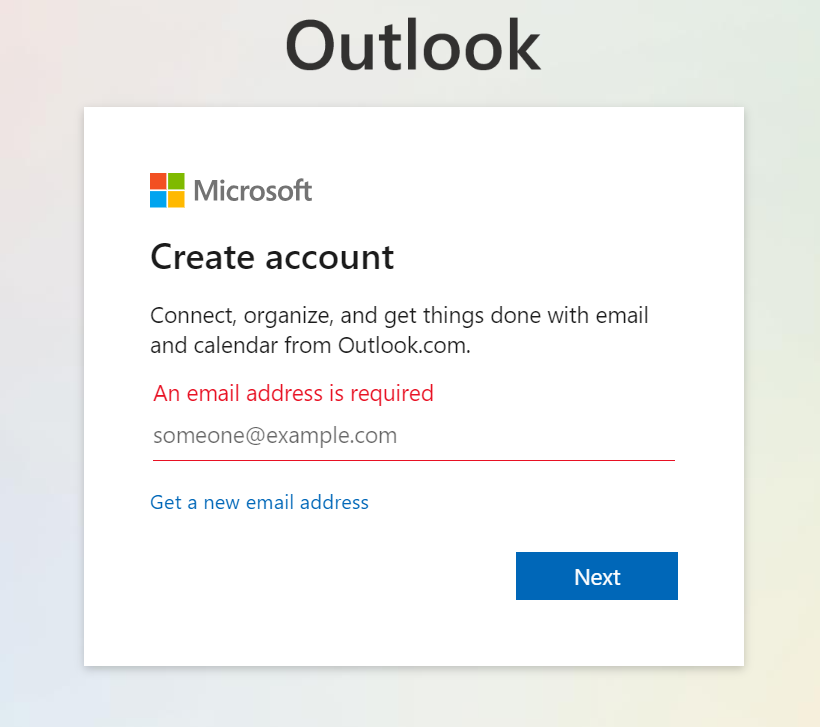 Outlook
Microsoft
Create account
Connect, organize, and get things done with email
and calendar from Outlook.com.
An email address is required
someone@example.com
Get a new email address
Next